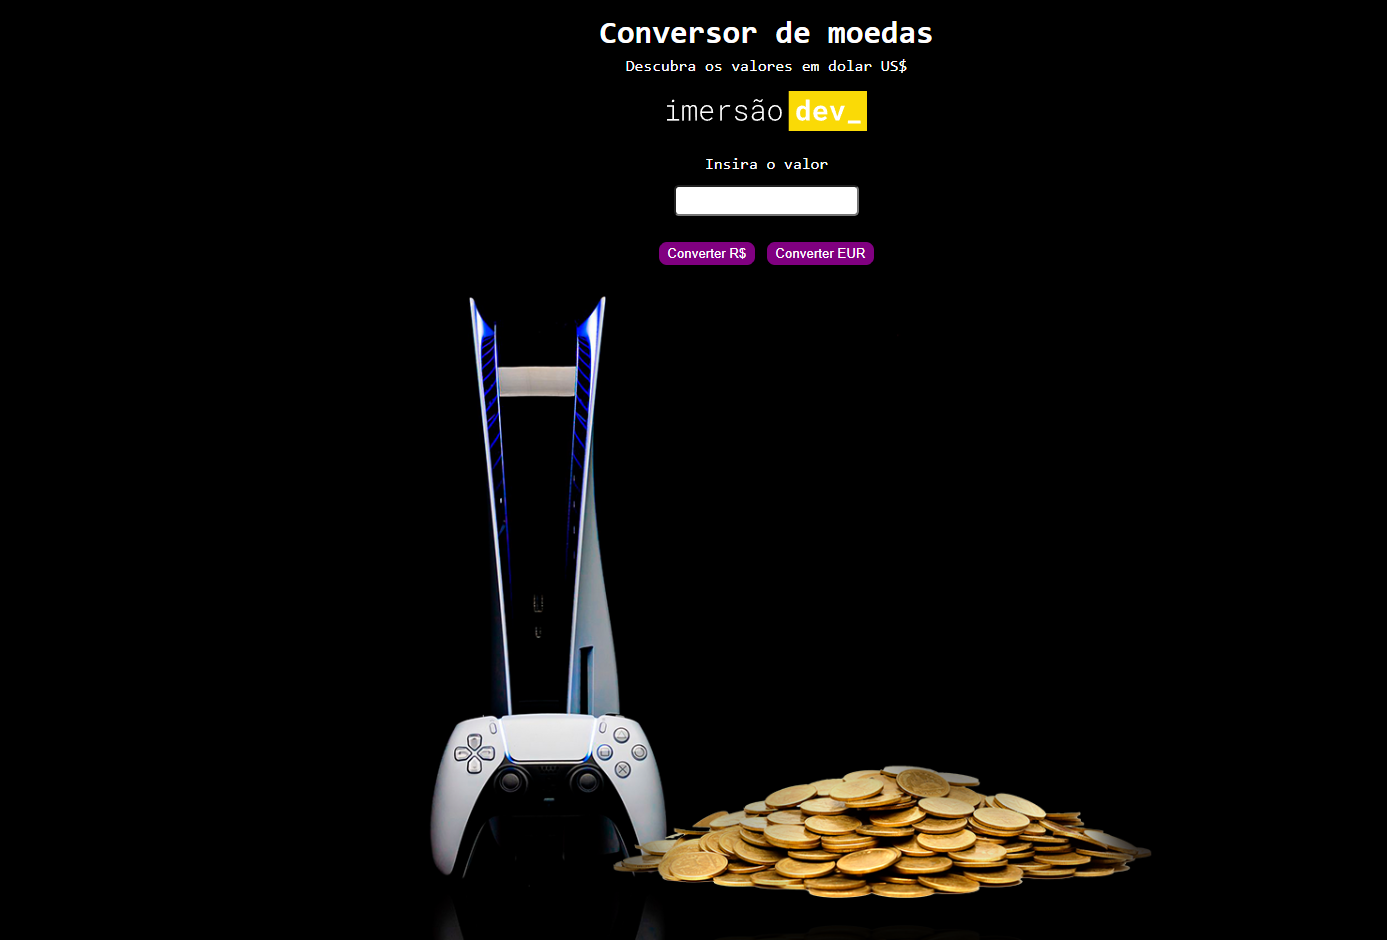 Conversor de moedas
Descubra os valores em dolar US$
imersão dev_
Insira o valor
Converter R$ Converter EUR